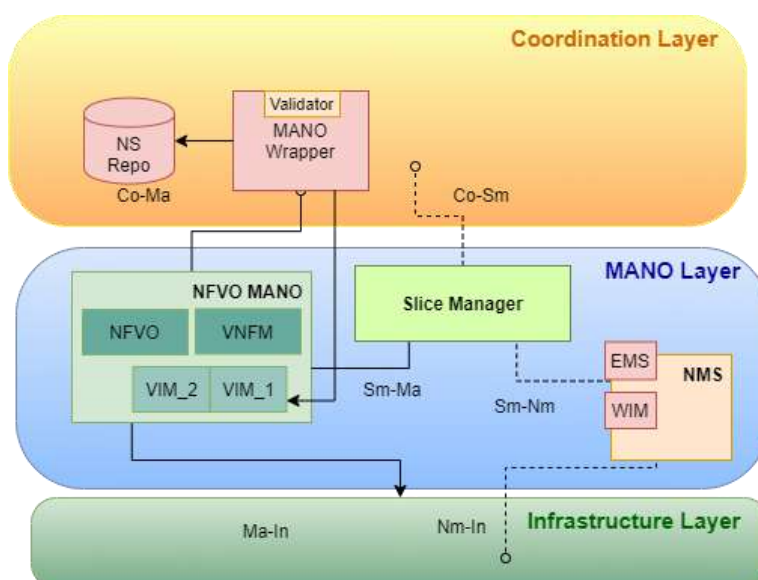 Coordination Layer
Validator
MANO
Wrapper
NS
Repo
Co-Ma
Co-Sm
MANO Layer
NFVO MANO
NFVO
VNFM
VIM_2
VIM_1
Slice Manager
Sm-Ma
Sm-Nm
EMS
NMS
WIM
Ma-In
Nm-In
Infrastructure Layer